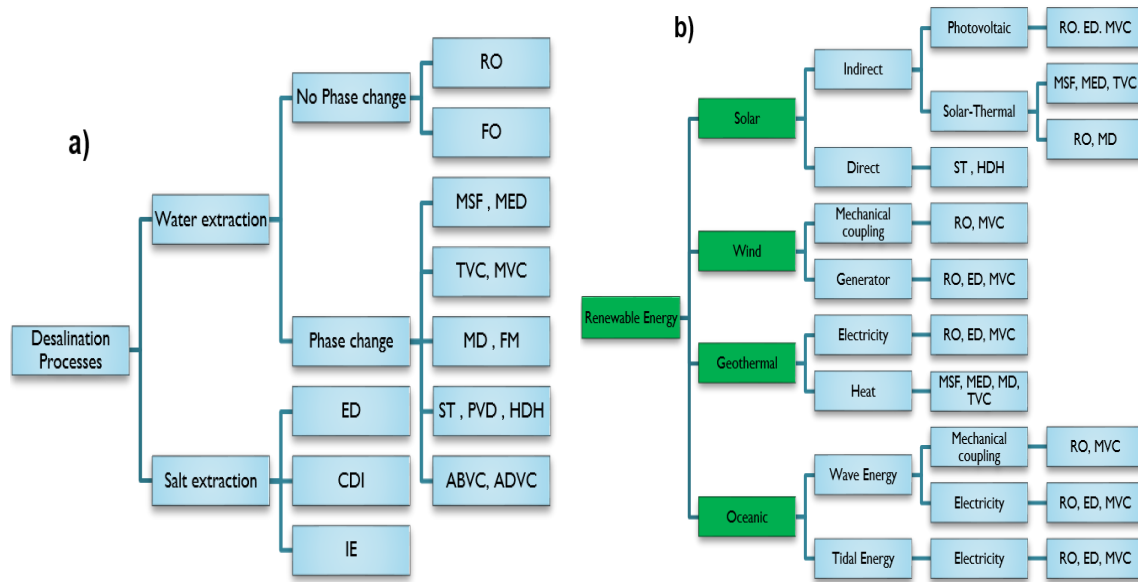 a)
Desalination
Processes
Water extraction
Salt extraction
No Phase change
Phase change
ED
CDI
IE
RO
FO
MSF , MED
TVC, MVC
MD , FM
ST , PVD , HDH
ABVC, ADVC
b)
Renewable Energy
Solar
Wind
Geothermal
Oceanic
Indirect
Direct
Mechanical
coupling
Generator
Electricity
Heat
Wave Energy
Tidal Energy
Photovoltaic
Solar-Thermal
ST , HDH
RO, MVC
RO, ED, MVC
RO, ED, MVC
MSF, MED, MD,
TVC
Mechanical
coupling
Electricity
Electricity
RO. ED. MVC
MSF, MED, TVC
RO, MD
RO, MVC
RO, ED, MVC
RO, ED, MVC